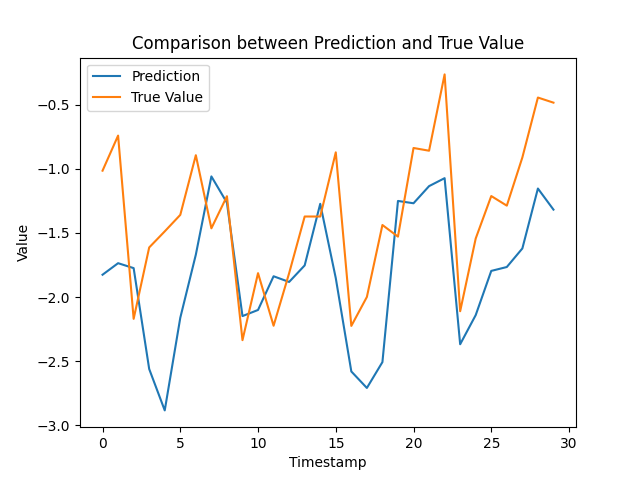 Comparison between Prediction and True Value
Prediction
True Value
−0.5
−1.0
−1.5
−2.0
−2.5
−3.0
Value
0 5 10 15 20 25 30
Timestamp